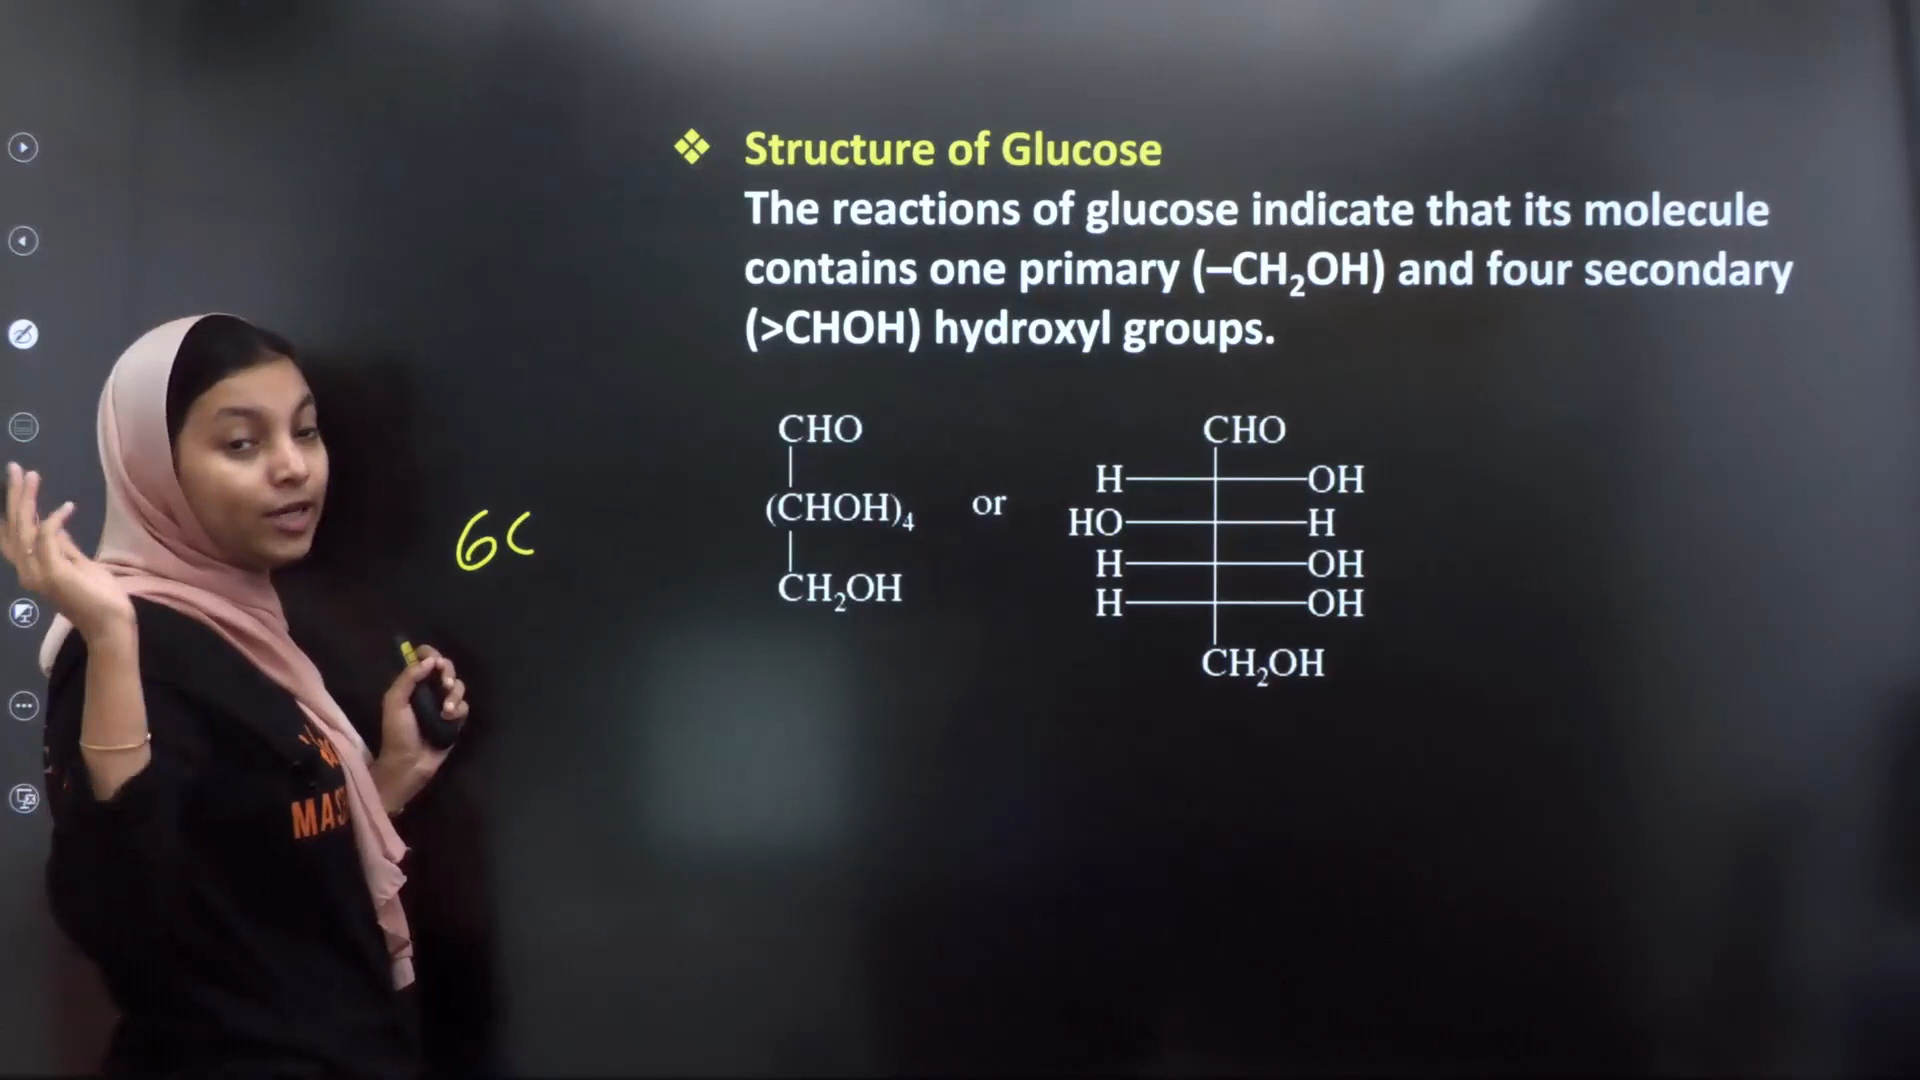 ❖ Structure of Glucose
The reactions of glucose indicate that its molecule
contains one primary (–CH₂OH) and four secondary
(>CHOH) hydroxyl groups.
CHO
(CHOH)₄
CH₂OH
or
CHO
H OH
HO H
H OH
H OH
CH₂OH
6C